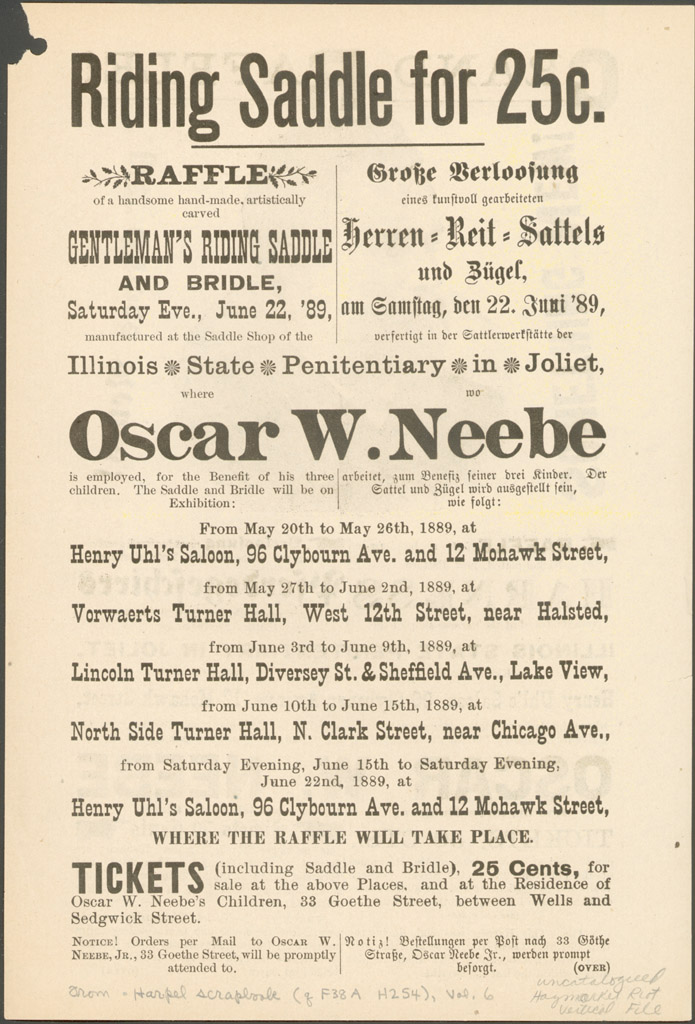 Riding Saddle for 25c.
RAFFLE
of a handsome hand-made, artistically
carved
GENTLEMAN'S RIDING SADDLE
AND BRIDLE,
Saturday Eve., June 22, '89,
manufactured at the Saddle Shop of the
Große Verloosung
eines kunstvoll gearbeiteten
Herren-Reit-Sattels
und Zügel,
am Samstag, den 22. Juni '89,
verfertigt in der Sattlerwerkstätte der
Illinois State Penitentiary in Joliet,
where wo
Oscar W. Neebe
is employed, for the Benefit of his three
children. The Saddle and Bridle will be on
Exhibition:
arbeitet, zum Benefiz seiner drei Kinder. Der
Sattel und Zügel wird ausgestellt sein,
wie folgt:
From May 20th to May 26th, 1889, at
Henry Uhl's Saloon, 96 Clybourn Ave. and 12 Mohawk Street,
from May 27th to June 2nd, 1889, at
Vorwaerts Turner Hall, West 12th Street, near Halsted,
from June 3rd to June 9th, 1889, at
Lincoln Turner Hall, Diversey St. & Sheffield Ave., Lake View,
from June 10th to June 15th, 1889, at
North Side Turner Hall, N. Clark Street, near Chicago Ave.,
from Saturday Evening, June 15th to Saturday Evening,
June 22nd, 1889, at
Henry Uhl's Saloon, 96 Clybourn Ave. and 12 Mohawk Street,
WHERE THE RAFFLE WILL TAKE PLACE.
TICKETS (including Saddle and Bridle), 25 Cents, for
sale at the above Places, and at the Residence of
Oscar W. Neebe's Children, 33 Goethe Street, between Wells and
Sedgwick Street.
NOTICE! Orders per Mail to OSCAR W.
NEEBE, JR., 33 Goethe Street, will be promptly
attended to.
Notiz! Bestellungen per Post nach 33 Göthe
Straße, Oscar Neebe Jr., werden prompt
besorgt. (OVER)
From Harpel scrapbook (q F38A H254), Vol. 6
uncatalogued
Haymarket Riot
vertical File